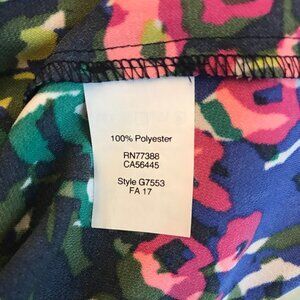 100% Polyester
RN77388
CA56445
Style G7553
FA 17